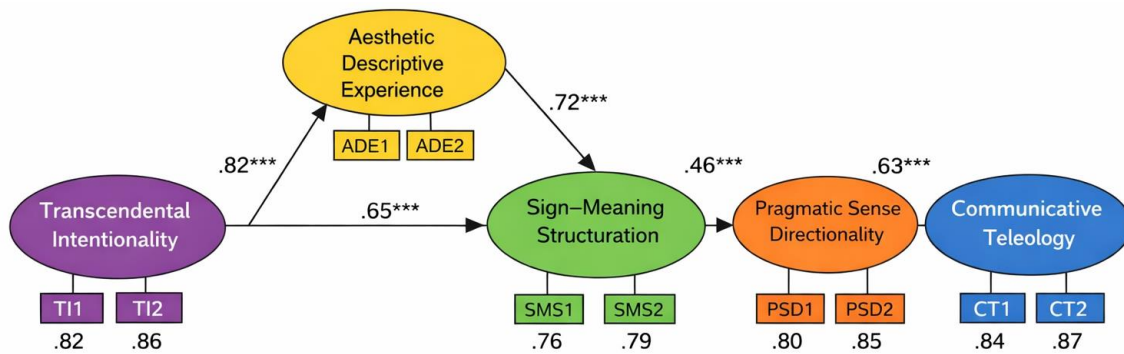 Aesthetic
Descriptive
Experience
ADE1 ADE2
.82***
.72***
.65***
.46***
.63***
Transcendental
Intentionality
TI1 TI2
.82 .86
Sign–Meaning
Structuration
SMS1 SMS2
.76 .79
Pragmatic Sense
Directionality
PSD1 PSD2
.80 .85
Communicative
Teleology
CT1 CT2
.84 .87